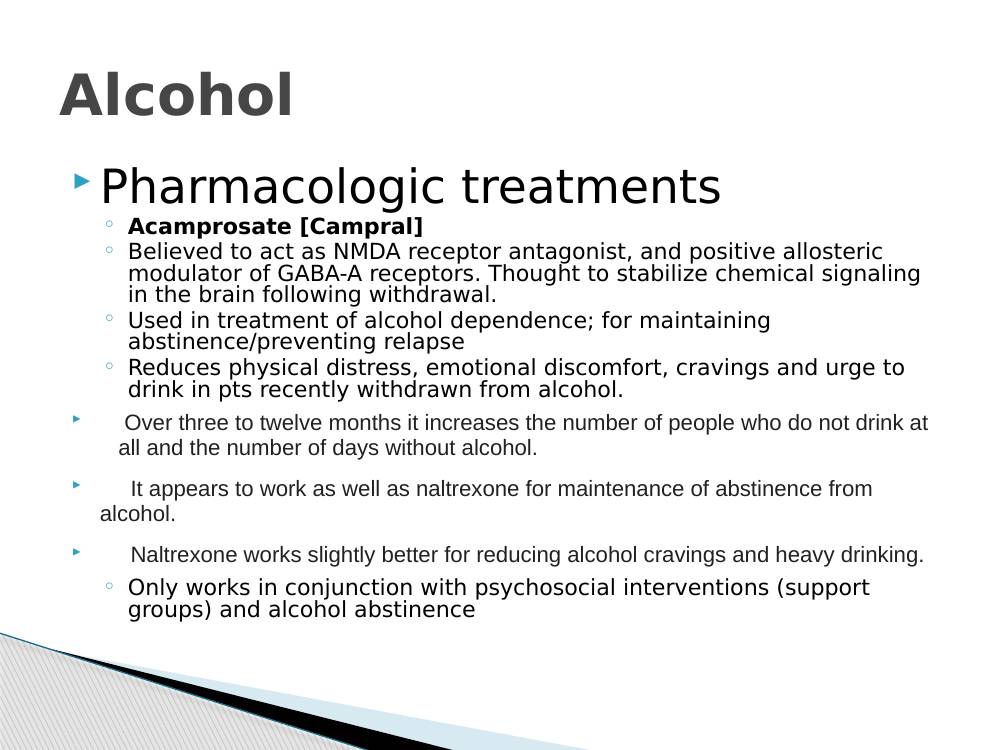 Alcohol
Pharmacologic treatments
Acamprosate [Campral]
Believed to act as NMDA receptor antagonist, and positive allosteric
modulator of GABA-A receptors. Thought to stabilize chemical signaling
in the brain following withdrawal.
Used in treatment of alcohol dependence; for maintaining
abstinence/preventing relapse
Reduces physical distress, emotional discomfort, cravings and urge to
drink in pts recently withdrawn from alcohol.
Over three to twelve months it increases the number of people who do not drink at
all and the number of days without alcohol.
It appears to work as well as naltrexone for maintenance of abstinence from
alcohol.
Naltrexone works slightly better for reducing alcohol cravings and heavy drinking.
Only works in conjunction with psychosocial interventions (support
groups) and alcohol abstinence